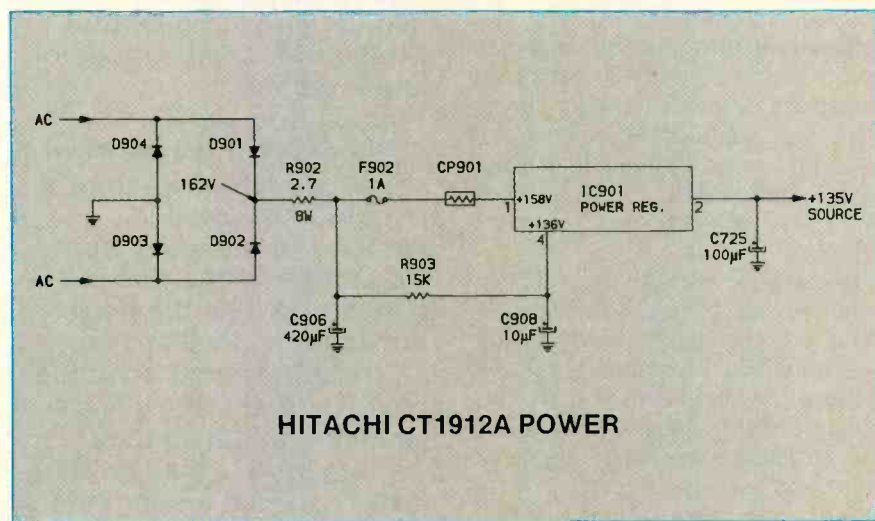 AC
D904
D901
162V
R902
2.7
8W
F902
1A
CP901
+158V
1
IC901
POWER REG.
+136V
4
2
+135V
SOURCE
C725
100µF
D903
D902
AC
R903
15K
C906
420µF
C908
10µF
HITACHI CT1912A POWER